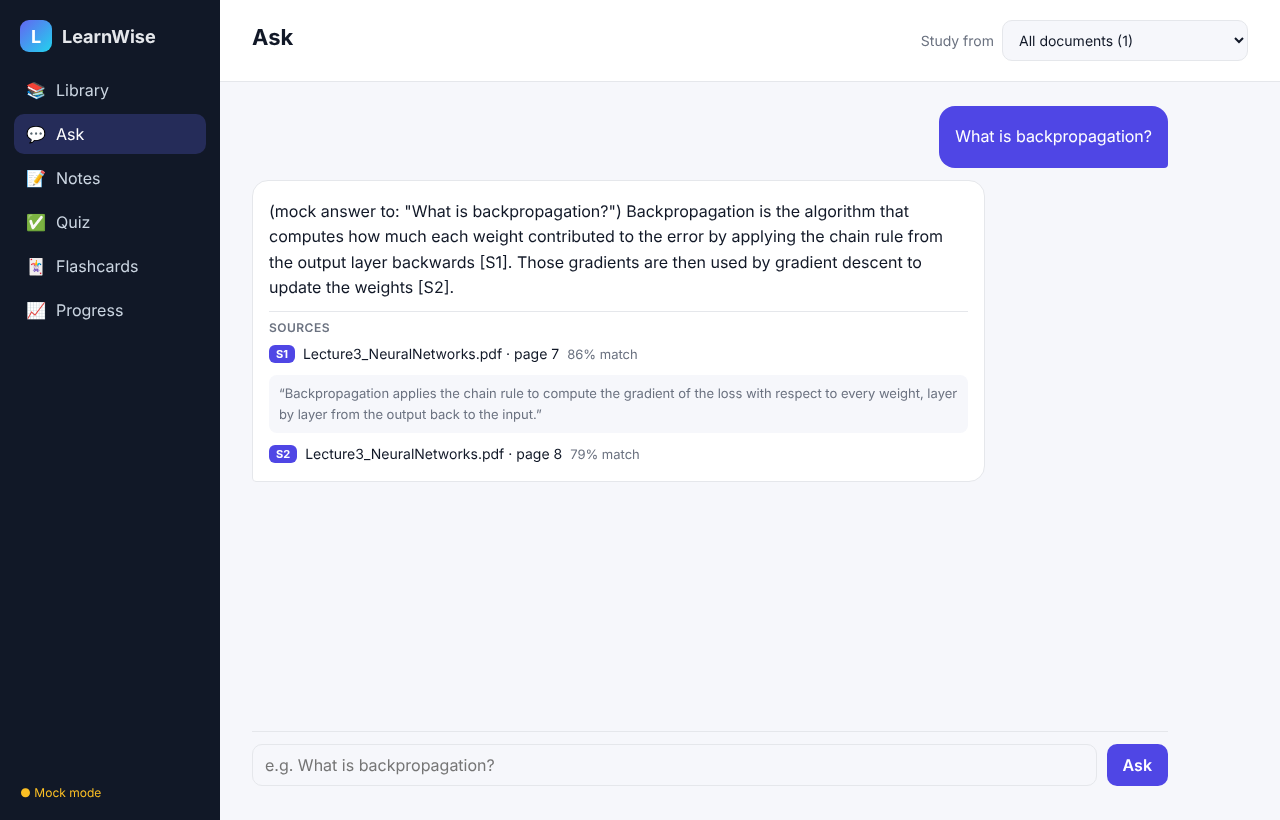 L LearnWise
Ask
Study from All documents (1)
Library
Ask
Notes
Quiz
Flashcards
Progress
What is backpropagation?
(mock answer to: "What is backpropagation?") Backpropagation is the algorithm that
computes how much each weight contributed to the error by applying the chain rule from
the output layer backwards [S1]. Those gradients are then used by gradient descent to
update the weights [S2].
SOURCES
S1 Lecture3_NeuralNetworks.pdf · page 7 86% match
“Backpropagation applies the chain rule to compute the gradient of the loss with respect to every weight, layer
by layer from the output back to the input.”
S2 Lecture3_NeuralNetworks.pdf · page 8 79% match
e.g. What is backpropagation?
Ask
Mock mode